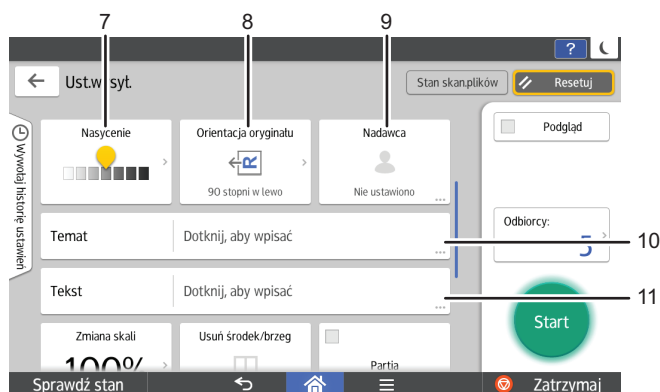 7 8 9
?
Ust.wysył.
Stan skan.plików
Resetuj
Wywołaj historię ustawień
Nasycenie
Orientacja oryginału
R
90 stopni w lewo
Nadawca
Nie ustawiono
...
Podgląd
Temat
Dotknij, aby wpisać
...
10
Odbiorcy:
5
Tekst
Dotknij, aby wpisać
...
11
Start
Zmiana skali
100%
Usuń środek/brzeg
Partia
Sprawdź stan
Zatrzymaj